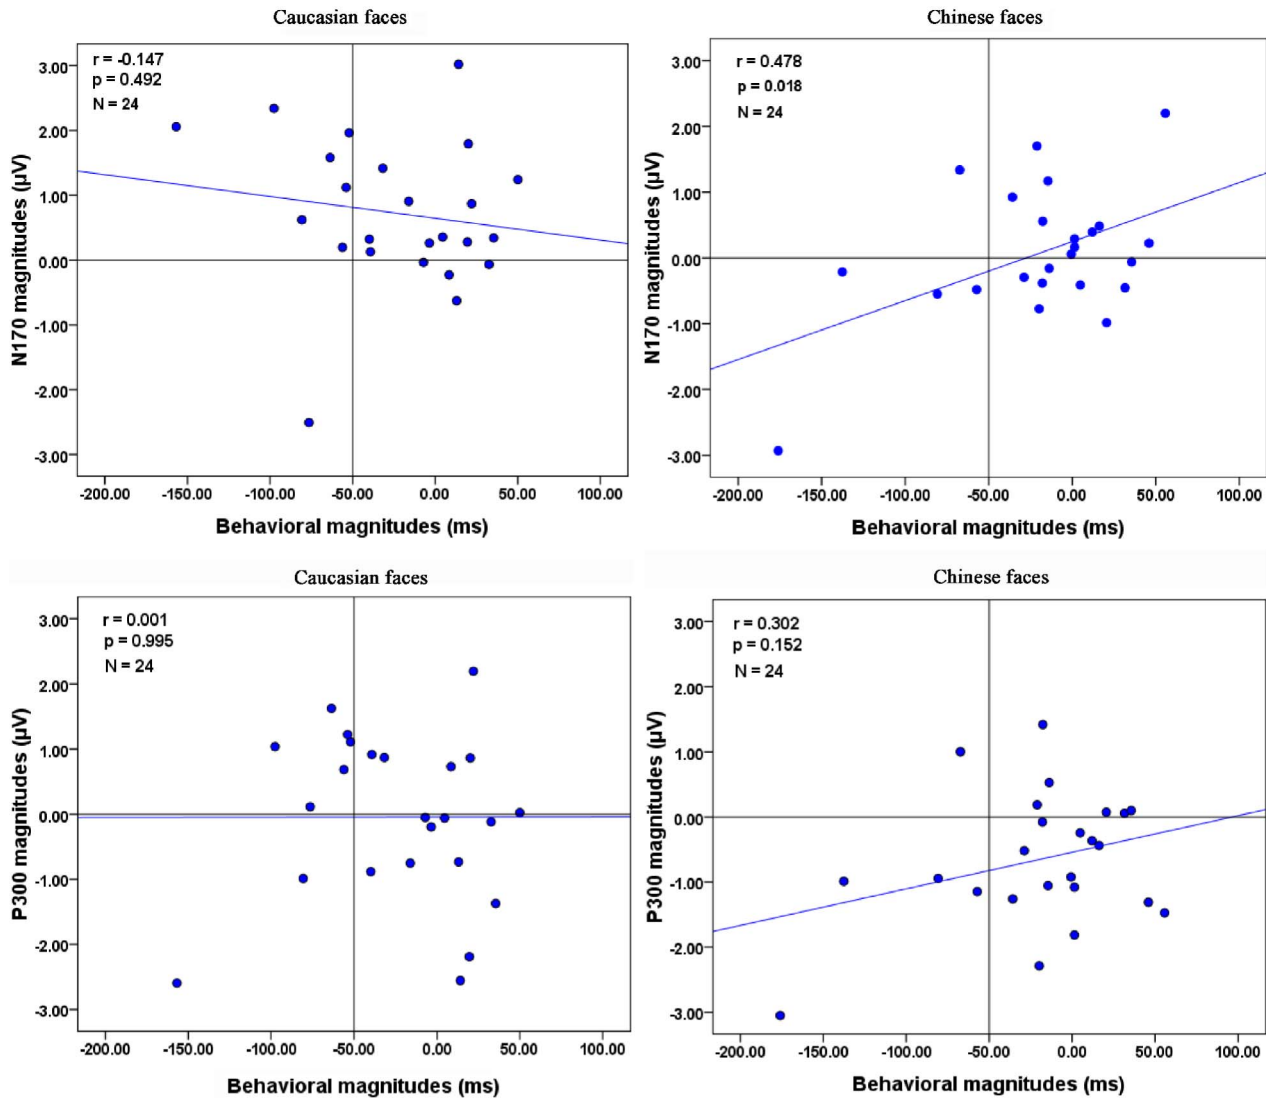 Caucasian faces
r = -0.147
p = 0.492
N = 24
3.00
2.00
1.00
0.00
-1.00
-2.00
-3.00
N170 magnitudes (µV)
-200.00 -150.00 -100.00 -50.00 0.00 50.00 100.00
Behavioral magnitudes (ms)
Chinese faces
r = 0.478
p = 0.018
N = 24
3.00
2.00
1.00
0.00
-1.00
-2.00
-3.00
N170 magnitudes (µV)
-200.00 -150.00 -100.00 -50.00 0.00 50.00 100.00
Behavioral magnitudes (ms)
Caucasian faces
r = 0.001
p = 0.995
N = 24
3.00
2.00
1.00
0.00
-1.00
-2.00
-3.00
P300 magnitudes (µV)
-200.00 -150.00 -100.00 -50.00 0.00 50.00 100.00
Behavioral magnitudes (ms)
Chinese faces
r = 0.302
p = 0.152
N = 24
3.00
2.00
1.00
0.00
-1.00
-2.00
-3.00
P300 magnitudes (µV)
-200.00 -150.00 -100.00 -50.00 0.00 50.00 100.00
Behavioral magnitudes (ms)